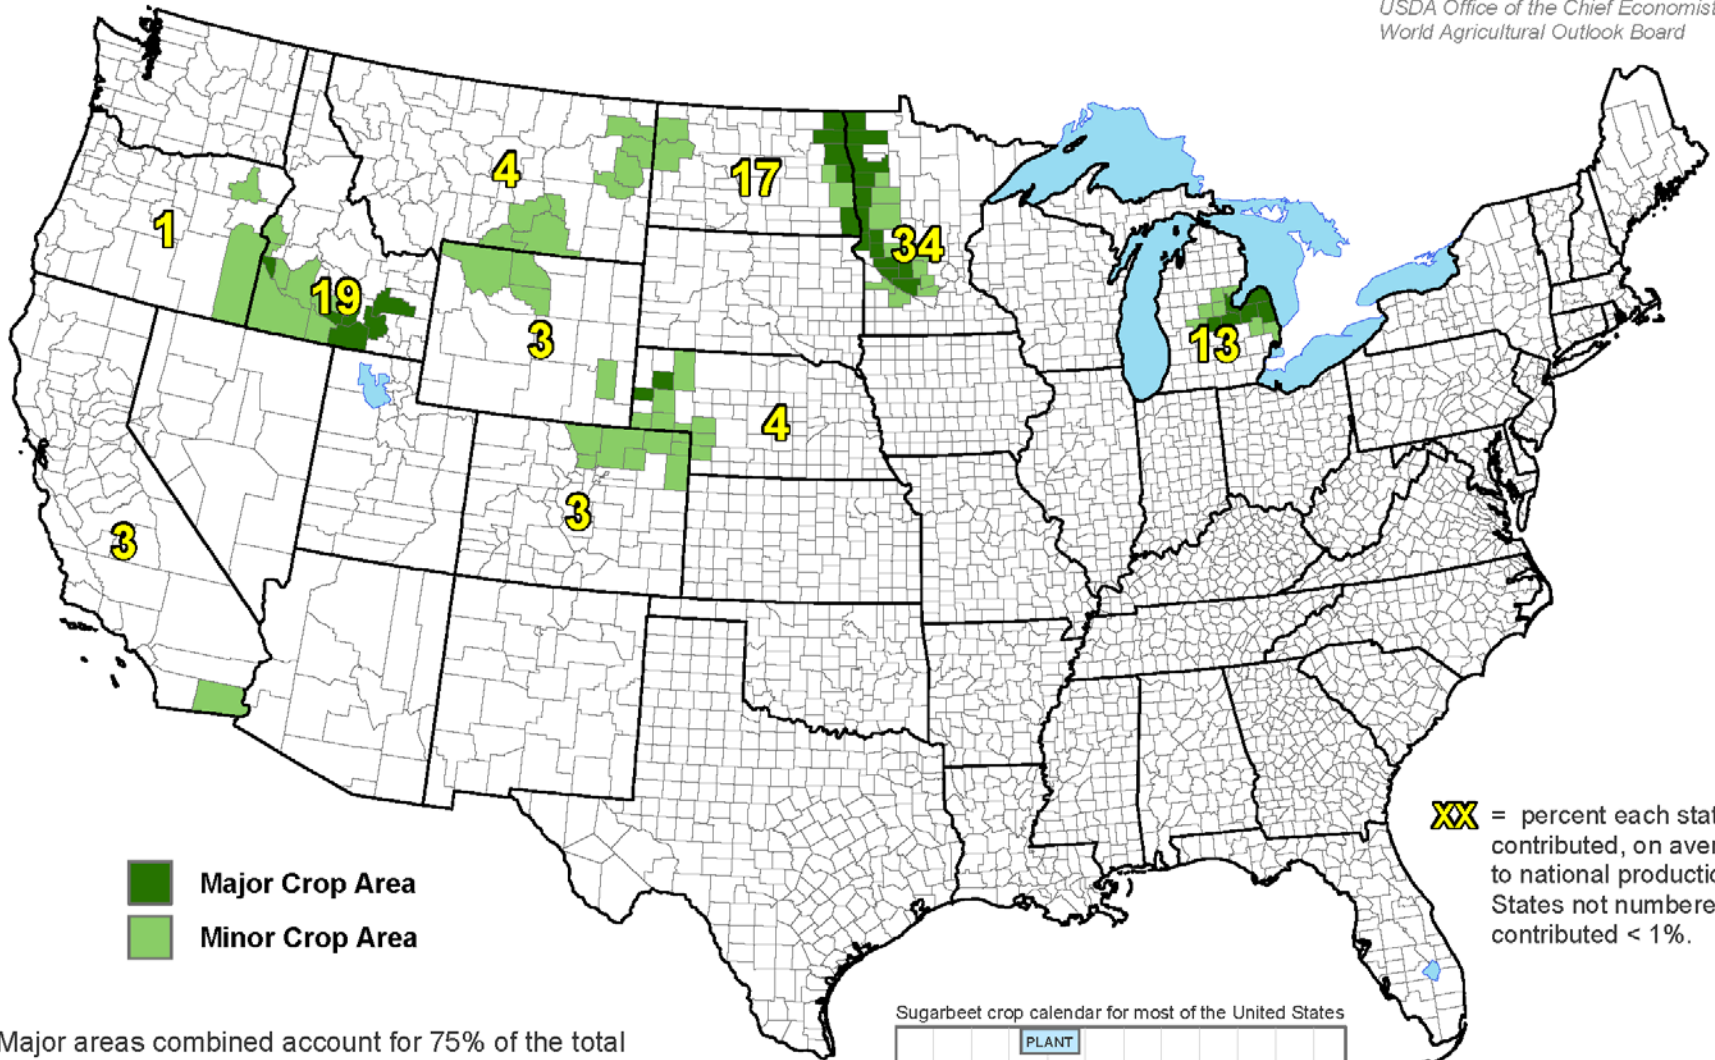 USDA Office of the Chief Economist
World Agricultural Outlook Board
4
17
1
34
19
3
13
4
3
3
XX = percent each stat
contributed, on aver
to national productio
States not numbere
contributed < 1%.
Major Crop Area
Minor Crop Area
Sugarbeet crop calendar for most of the United States
PLANT
Major areas combined account for 75% of the total